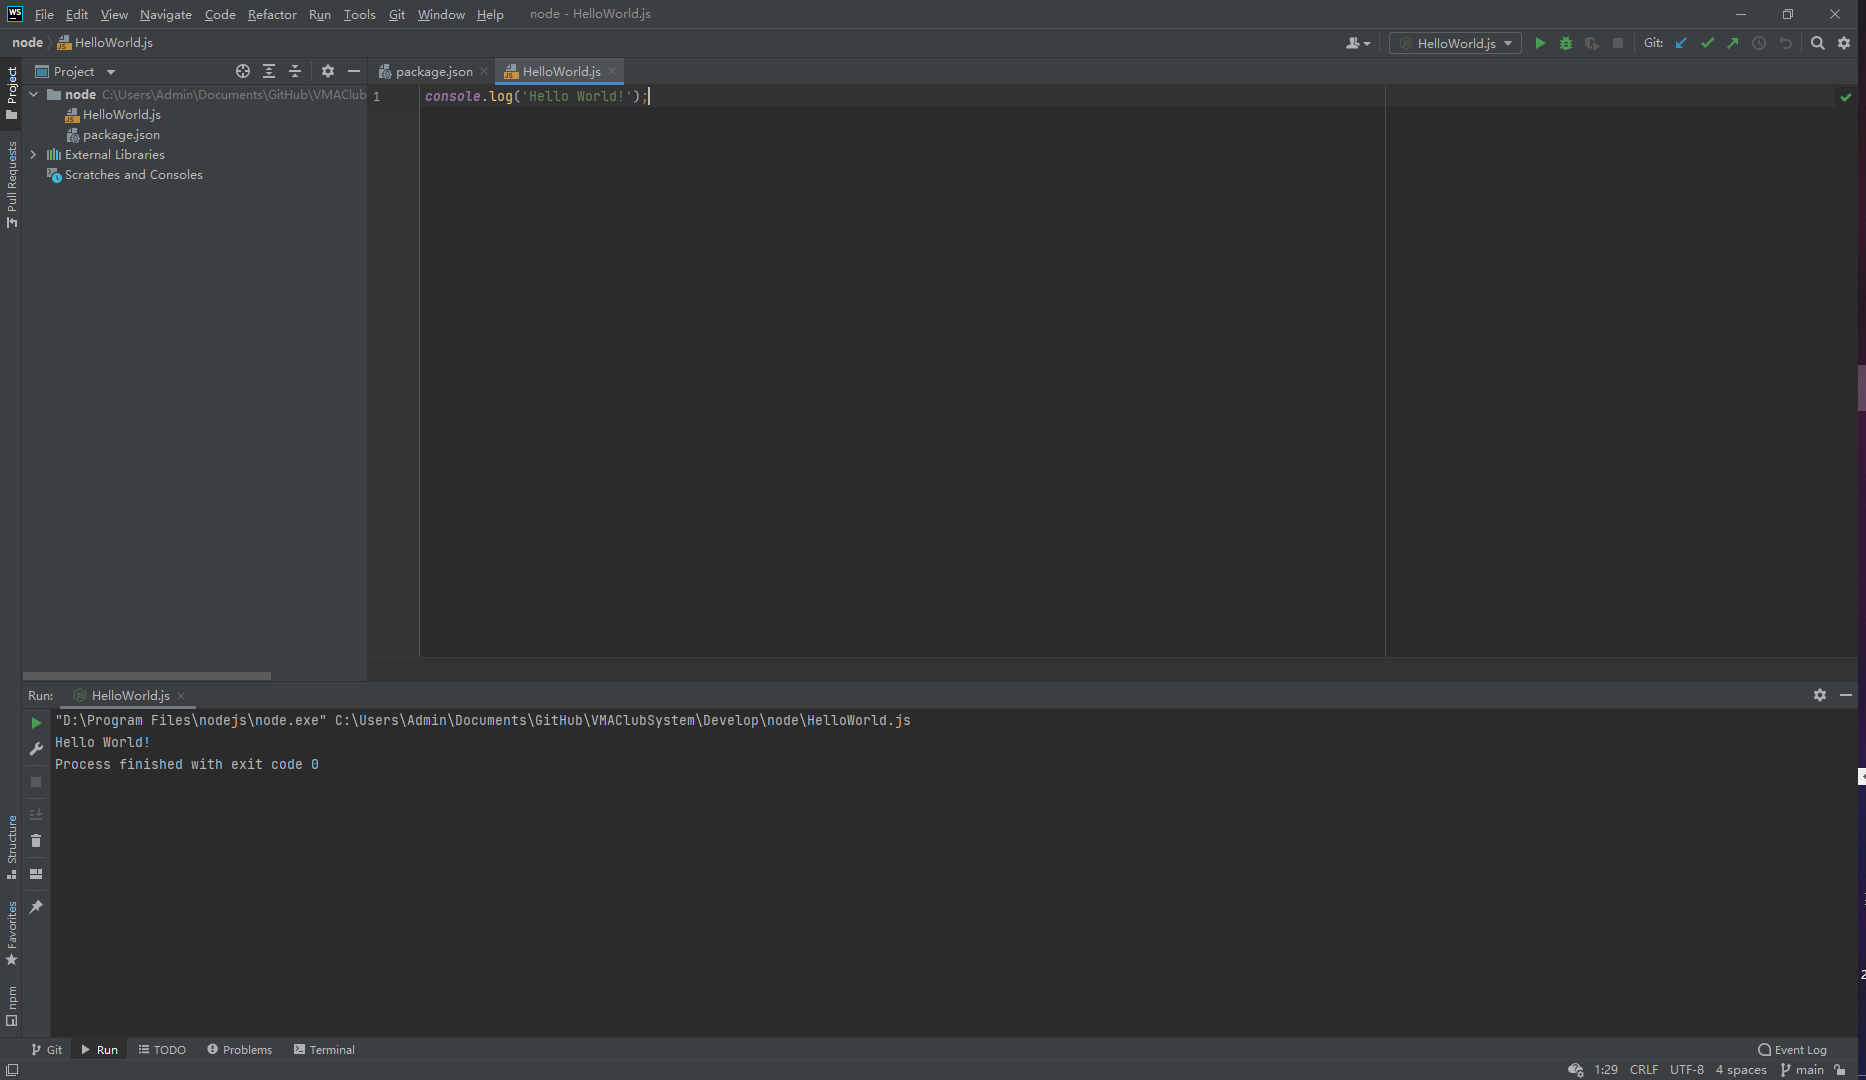 WS File Edit View Navigate Code Refactor Run Tools Git Window Help node - HelloWorld.js
node HelloWorld.js
HelloWorld.js Git:
Project
package.json HelloWorld.js
Project
Pull Requests
node C:\Users\Admin\Documents\GitHub\VMAClub
HelloWorld.js
package.json
External Libraries
Scratches and Consoles
1 console.log('Hello World!');
Run: HelloWorld.js
"D:\Program Files\nodejs\node.exe" C:\Users\Admin\Documents\GitHub\VMAClubSystem\Develop\node\HelloWorld.js
Hello World!
Process finished with exit code 0
Structure
Favorites
npm
Git Run TODO Problems Terminal Event Log
1:29 CRLF UTF-8 4 spaces main